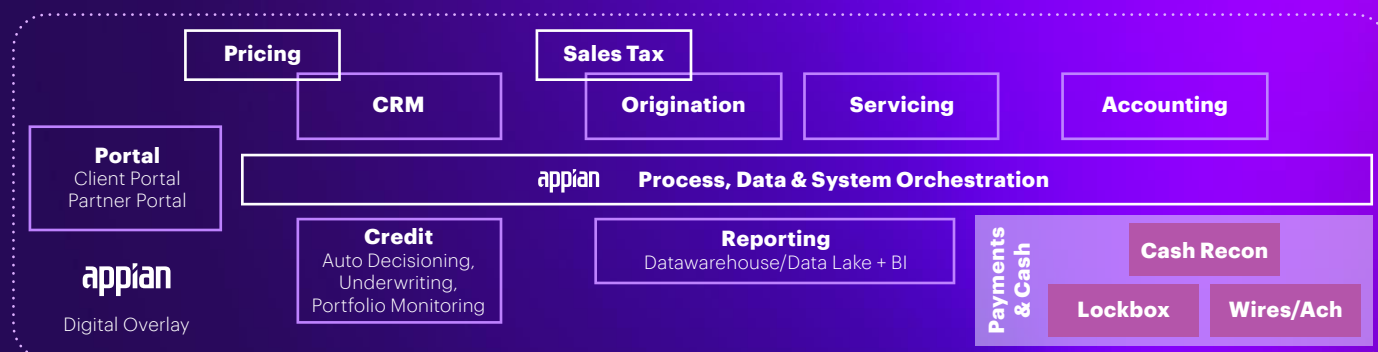 Pricing
Sales Tax
CRM
Origination
Servicing
Accounting
Portal
Client Portal
Partner Portal
appian Process, Data & System Orchestration
Credit
Auto Decisioning,
Underwriting,
Portfolio Monitoring
Reporting
Datawarehouse/Data Lake + BI
Payments
& Cash
Cash Recon
Lockbox
Wires/Ach
appian
Digital Overlay